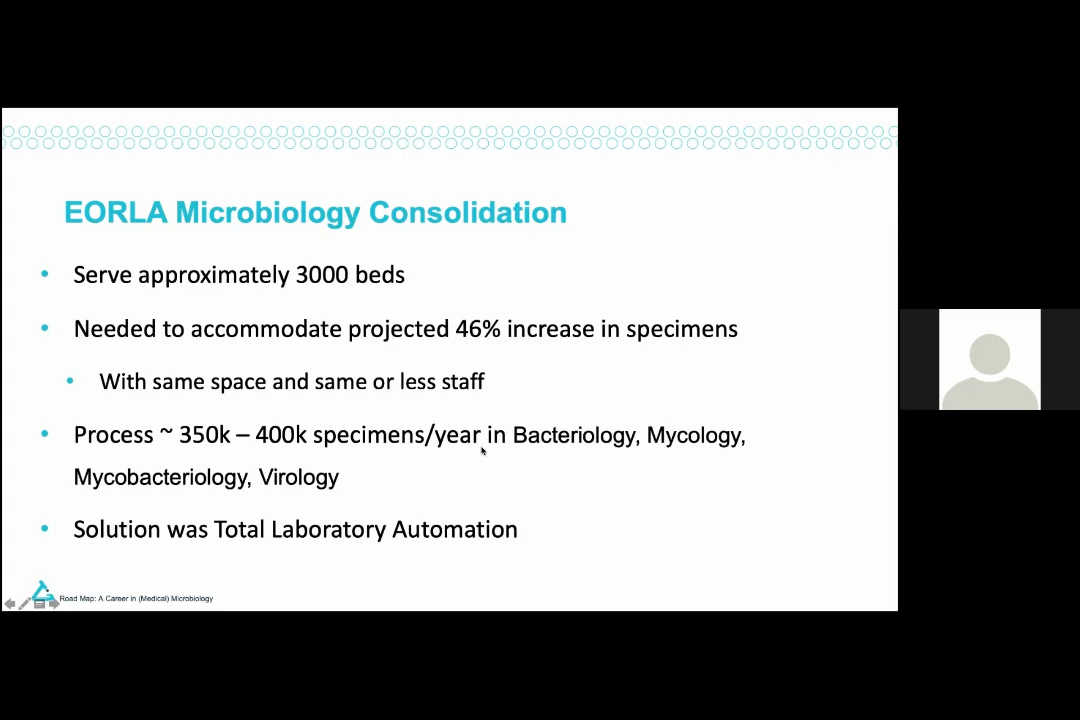 EORLA Microbiology Consolidation
• Serve approximately 3000 beds
• Needed to accommodate projected 46% increase in specimens
• With same space and same or less staff
• Process ~ 350k – 400k specimens/year in Bacteriology, Mycology,
Mycobacteriology, Virology
• Solution was Total Laboratory Automation
Road Map: A Career in (Medical) Microbiology